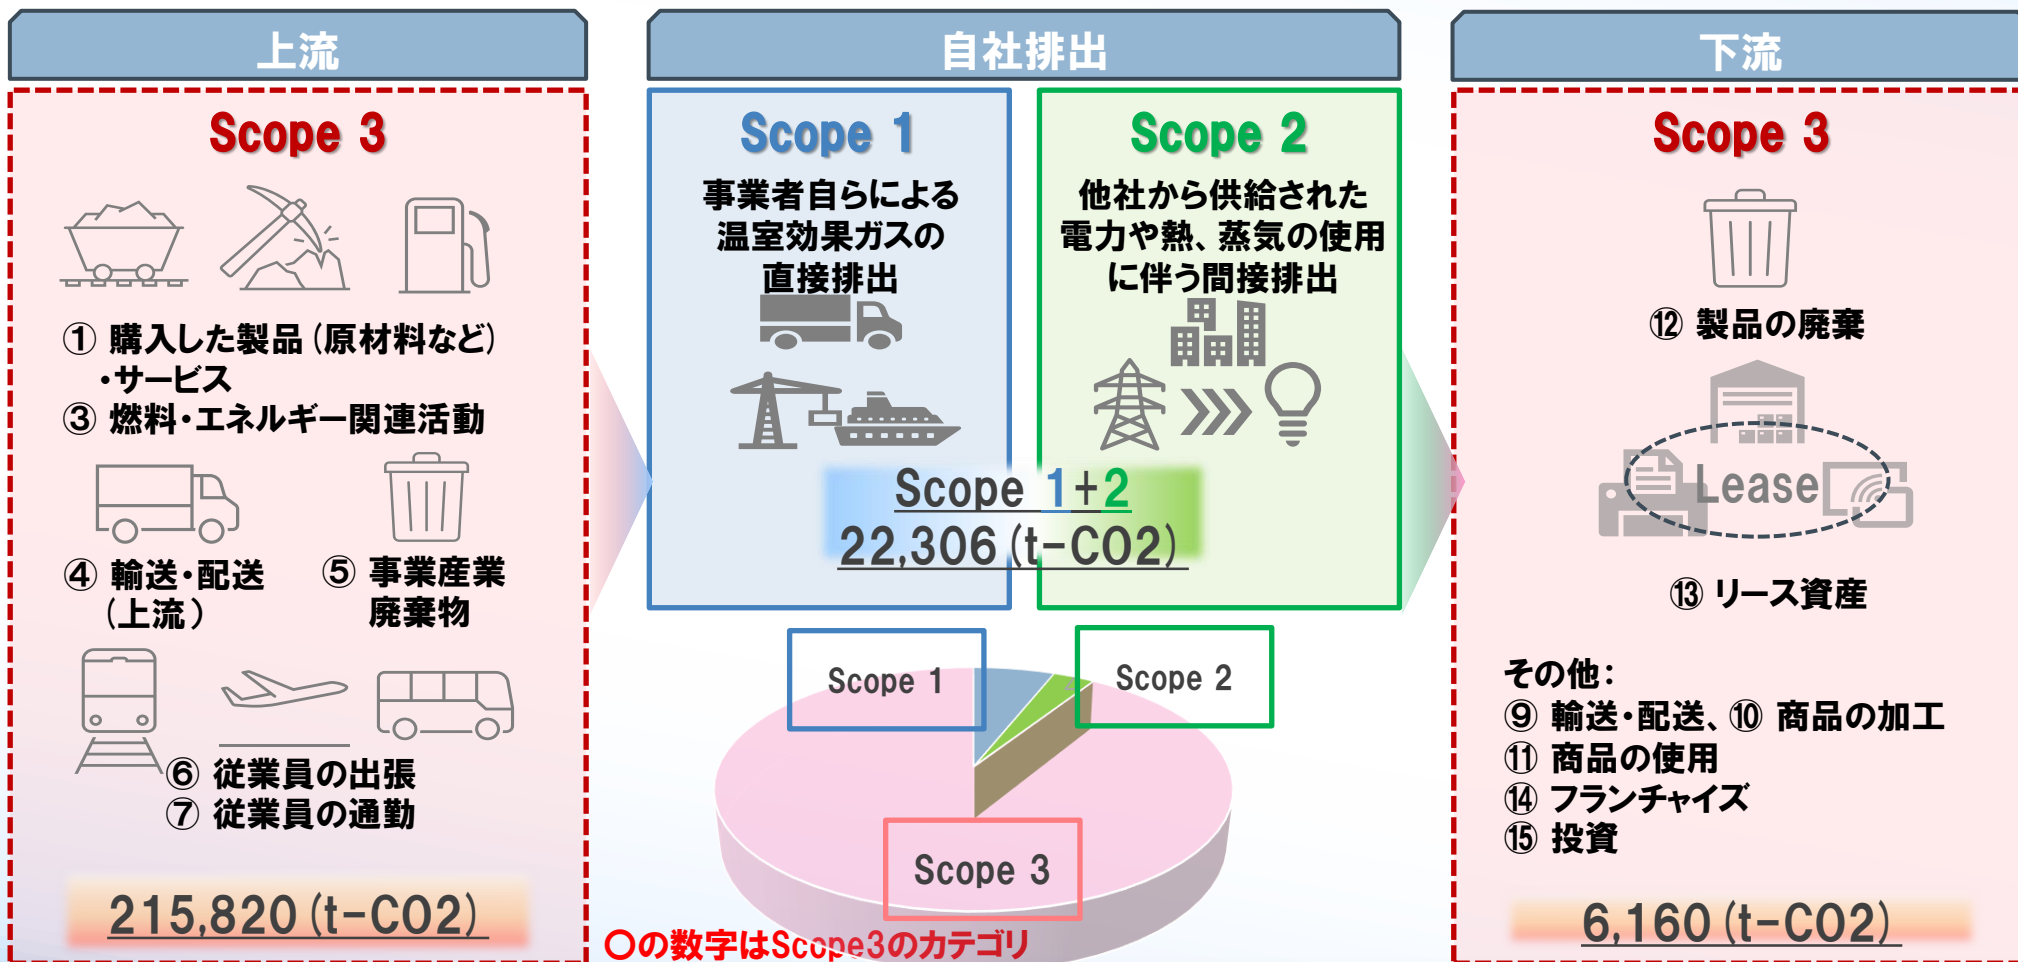 上流
Scope 3
① 購入した製品(原材料など)
・サービス
③ 燃料・エネルギー関連活動
④ 輸送・配送
(上流)
⑤ 事業産業
廃棄物
⑥ 従業員の出張
⑦ 従業員の通勤
215,820(t-CO2)
自社排出
Scope 1
事業者自らによる
温室効果ガスの
直接排出
Scope 2
他社から供給された
電力や熱、蒸気の使用
に伴う間接排出
Scope 1+2
22,306(t-CO2)
Scope 1
Scope 2
Scope 3
〇の数字はScope3のカテゴリ
下流
Scope 3
⑫ 製品の廃棄
Lease
⑬ リース資産
その他:
⑨ 輸送・配送、⑩ 商品の加工
⑪ 商品の使用
⑭ フランチャイズ
⑮ 投資
6,160(t-CO2)